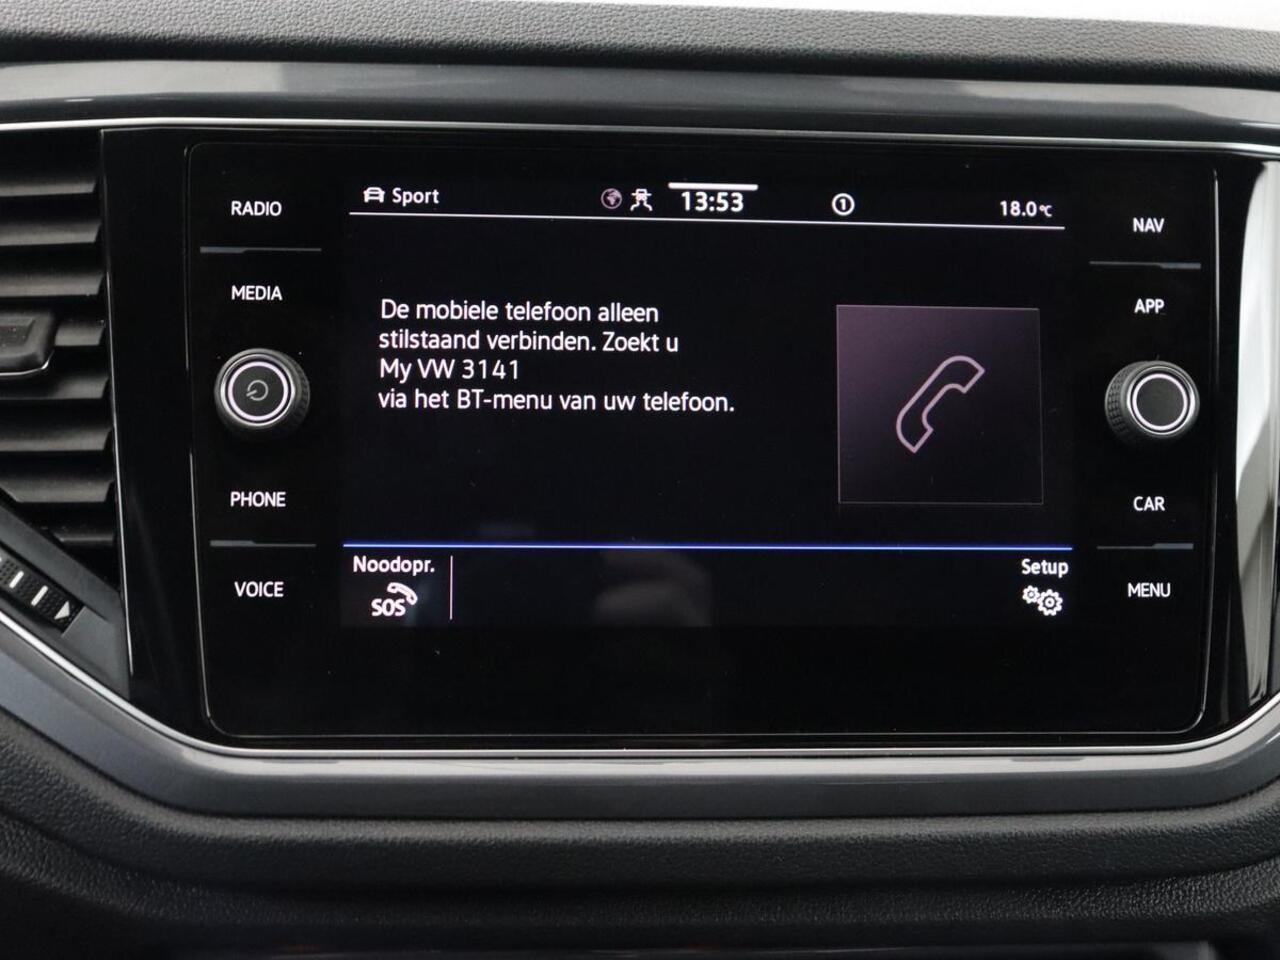 RADIO
MEDIA
PHONE
VOICE
Sport
13:53
1
18.0°C
De mobiele telefoon alleen
stilstaand verbinden. Zoekt u
My VW 3141
via het BT-menu van uw telefoon.
Noodopr.
SOS
Setup
NAV
APP
CAR
MENU